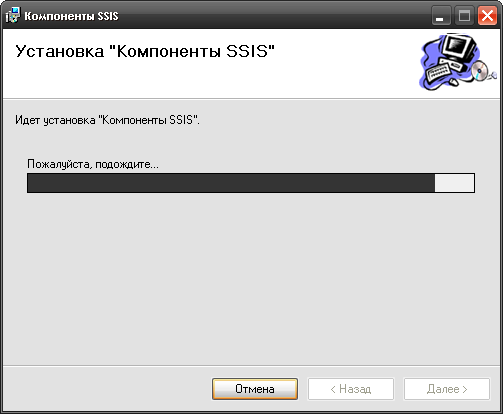 Компоненты SSIS
Установка "Компоненты SSIS"
Идет установка "Компоненты SSIS".
Пожалуйста, подождите...
Отмена
< Назад
Далее >